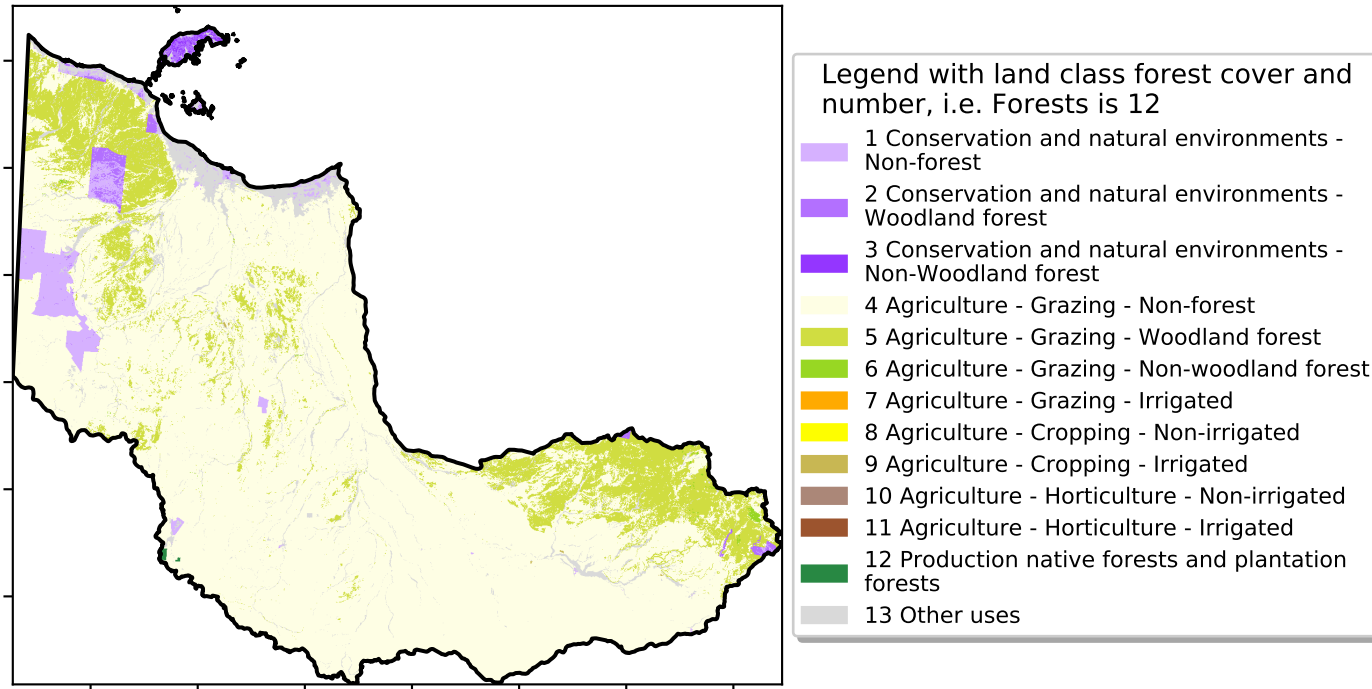 Legend with land class forest cover and
number, i.e. Forests is 12
1 Conservation and natural environments -
Non-forest
2 Conservation and natural environments -
Woodland forest
3 Conservation and natural environments -
Non-Woodland forest
4 Agriculture - Grazing - Non-forest
5 Agriculture - Grazing - Woodland forest
6 Agriculture - Grazing - Non-woodland forest
7 Agriculture - Grazing - Irrigated
8 Agriculture - Cropping - Non-irrigated
9 Agriculture - Cropping - Irrigated
10 Agriculture - Horticulture - Non-irrigated
11 Agriculture - Horticulture - Irrigated
12 Production native forests and plantation
forests
13 Other uses